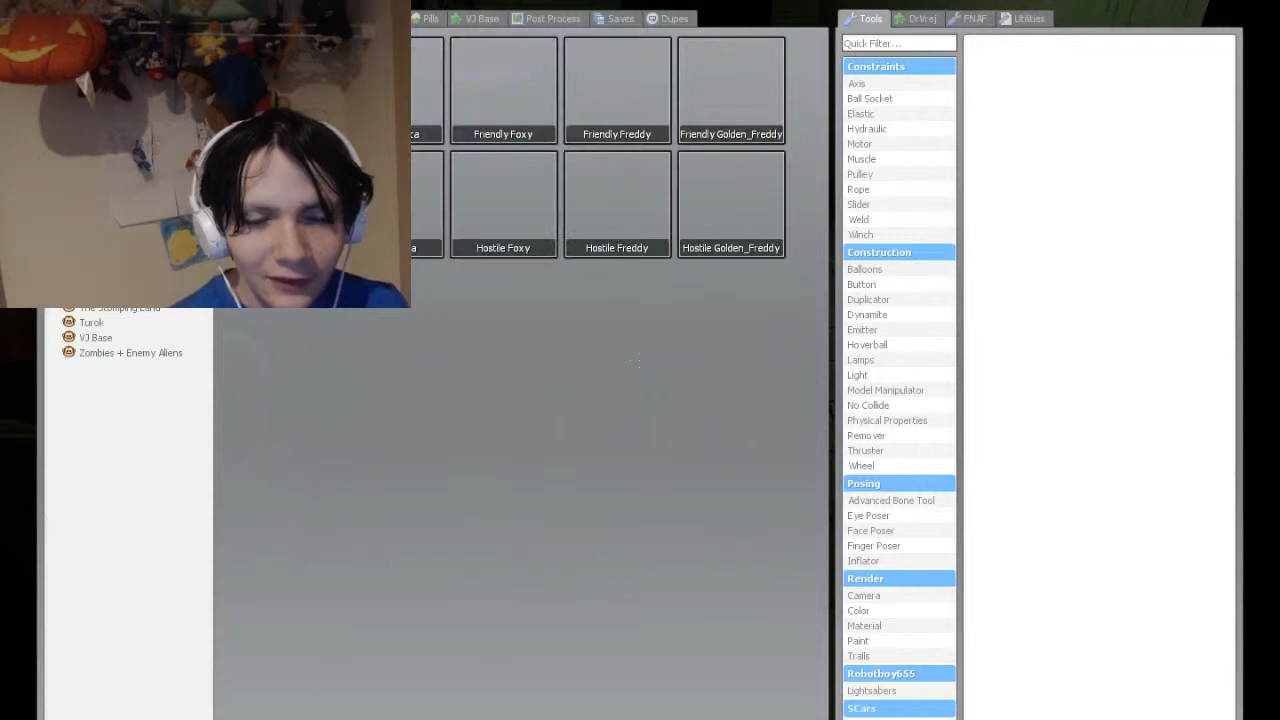 Pills
VJ Base
Post Process
Saves
Dupes
Tools
DrVrej
FNAF
Utilities
Friendly Foxy
Friendly Freddy
Friendly Golden_Freddy
Hostile Foxy
Hostile Freddy
Hostile Golden_Freddy
The Stomping Land
Turok
VJ Base
Zombies + Enemy Aliens
Quick Filter...
Constraints
Axis
Ball Socket
Elastic
Hydraulic
Motor
Muscle
Pulley
Rope
Slider
Weld
Winch
Construction
Balloons
Button
Duplicator
Dynamite
Emitter
Hoverball
Lamps
Light
Model Manipulator
No Collide
Physical Properties
Remover
Thruster
Wheel
Posing
Advanced Bone Tool
Eye Poser
Face Poser
Finger Poser
Inflator
Render
Camera
Color
Material
Paint
Trails
Robotboy655
Lightsabers
SCars